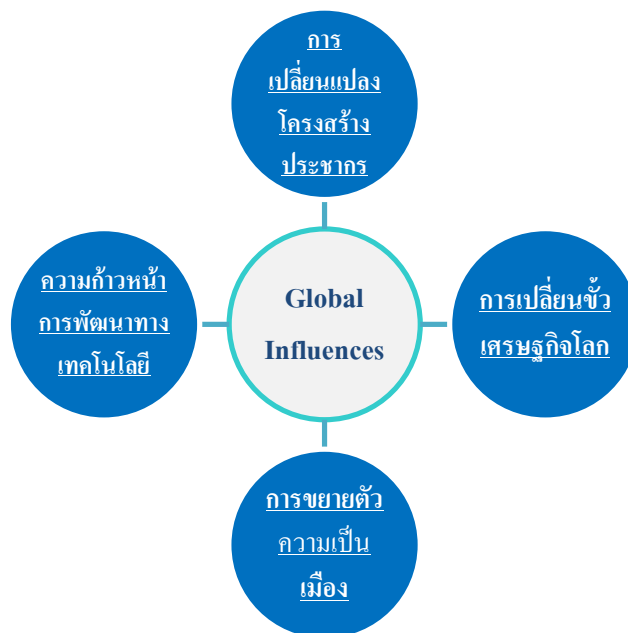 การ
เปลี่ยนแปลง
โครงสร้าง
ประชากร
ความก้าวหน้า
การพัฒนาทาง
เทคโนโลยี
Global
Influences
การเปลี่ยนขั้ว
เศรษฐกิจโลก
การขยายตัว
ความเป็น
เมือง